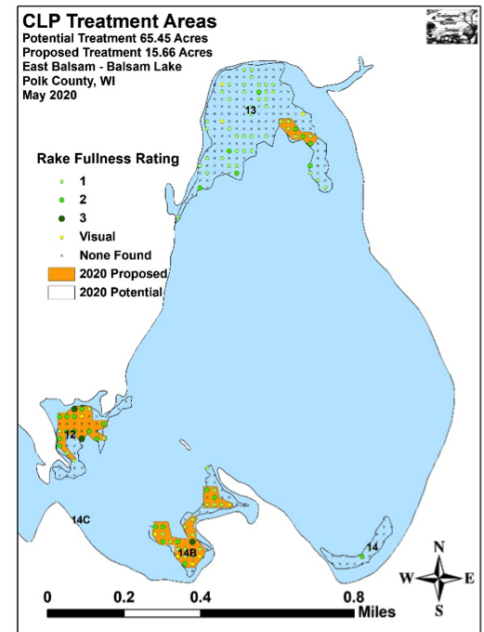 CLP Treatment Areas
Potential Treatment 65.45 Acres
Proposed Treatment 15.66 Acres
East Balsam - Balsam Lake
Polk County, WI
May 2020
13
Rake Fullness Rating
1
2
3
Visual
None Found
2020 Proposed
2020 Potential
12
14C
14B
14
N
W E
S
0 0.2 0.4 0.8
Miles